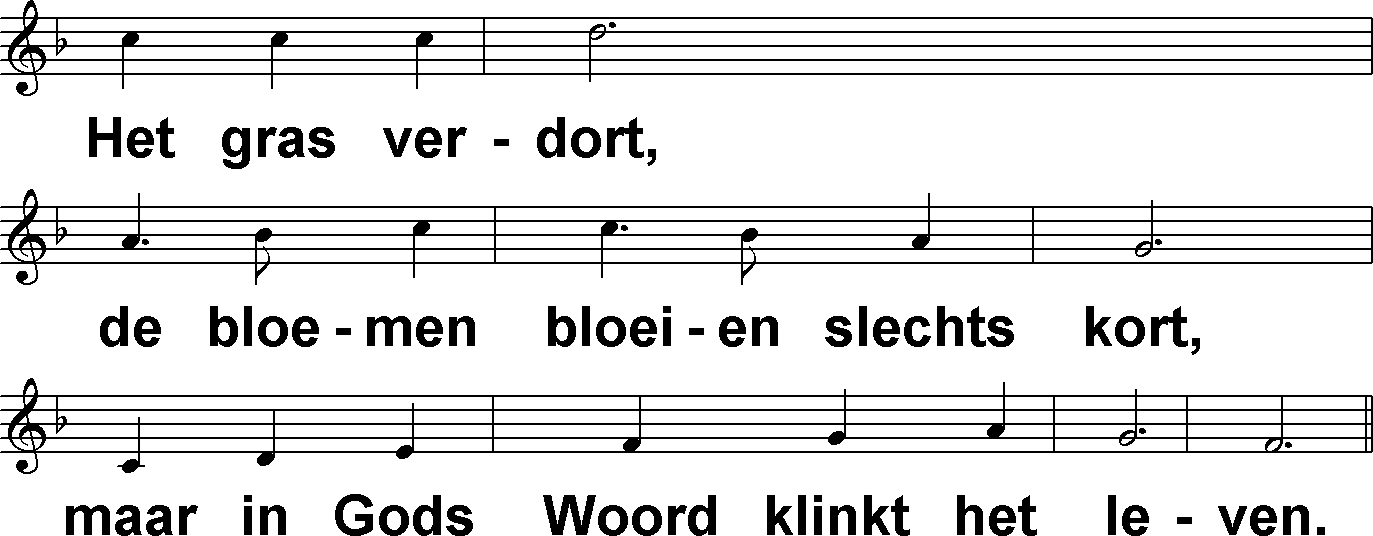 Het gras ver - dort,
de bloe - men bloei - en slechts kort,
maar in Gods Woord klinkt het le - ven.